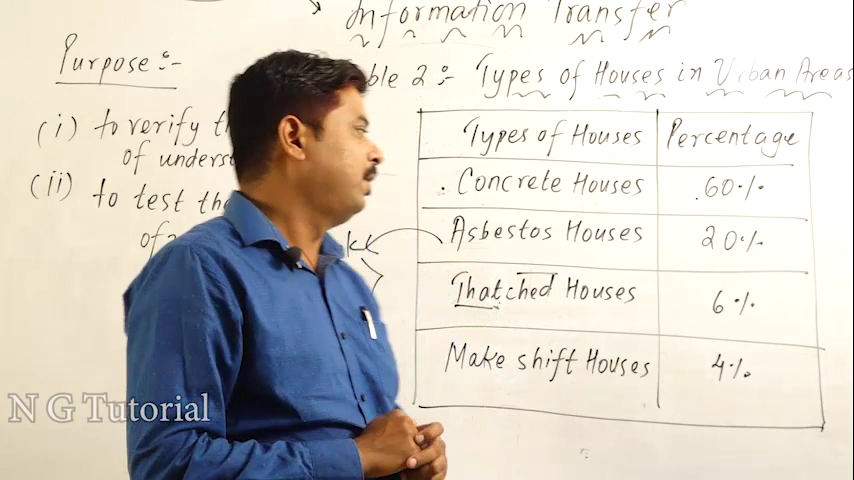 Information Transfer
Purpose :-
(i) to verify
of underst
(ii) to test the
ble 2 :- Types of Houses in Urban Areas
Types of Houses Percentage
Concrete Houses 60%
Asbestos Houses 20%
Thatched Houses 6%
Make shift Houses 4%
N G Tutorial